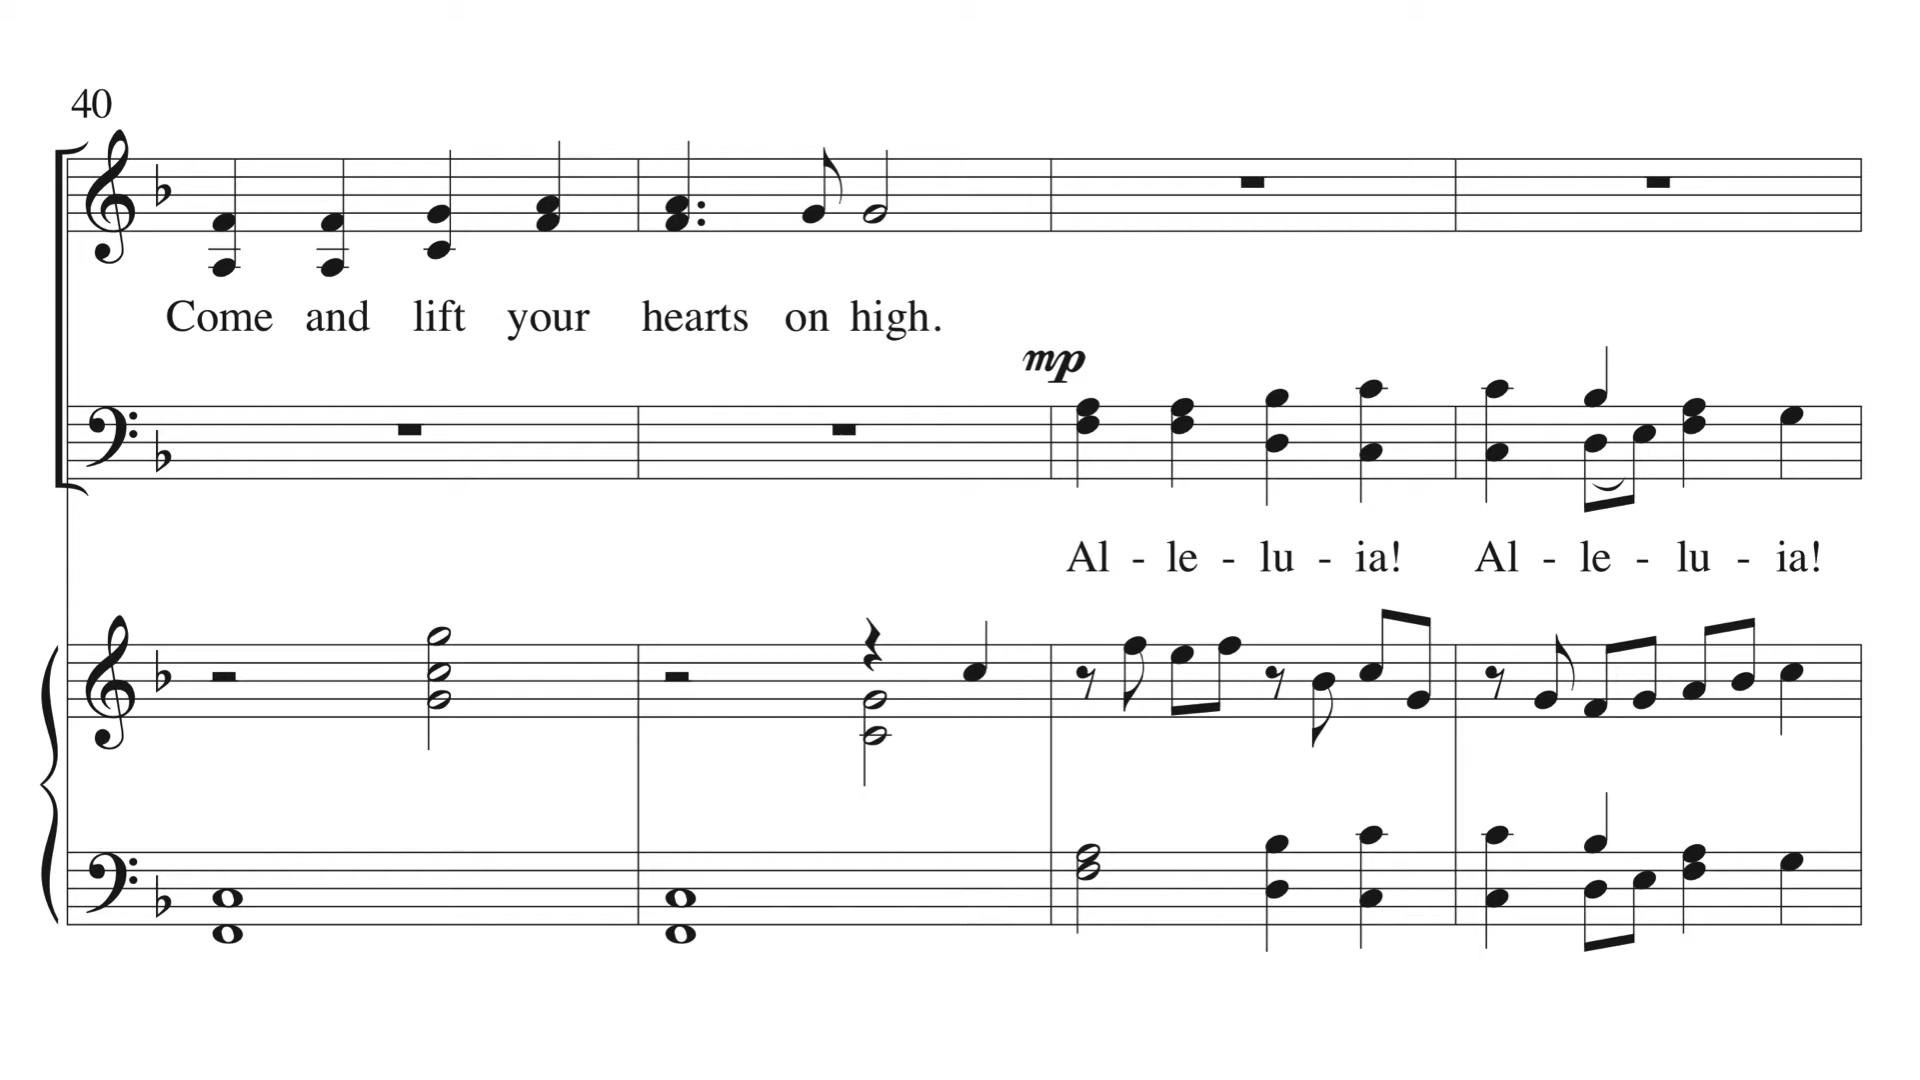 40
Come and lift your hearts on high.
mp
Al - le - lu - ia! Al - le - lu - ia!